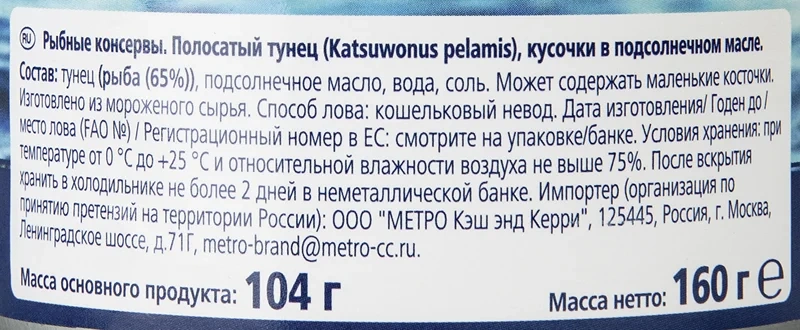 RU Рыбные консервы. Полосатый тунец (Katsuwonus pelamis), кусочки в подсолнечном масле.
Состав: тунец (рыба (65%)), подсолнечное масло, вода, соль. Может содержать маленькие косточки.
Изготовлено из мороженого сырья. Способ лова: кошельковый невод. Дата изготовления/ Годен до /
место лова (FAO №) / Регистрационный номер в ЕС: смотрите на упаковке/банке. Условия хранения: при
температуре от 0 °C до +25 °C и относительной влажности воздуха не выше 75%. После вскрытия
хранить в холодильнике не более 2 дней в неметаллической банке. Импортер (организация по
принятию претензий на территории России): ООО "МЕТРО Кэш энд Керри", 125445, Россия, г. Москва,
Ленинградское шоссе, д.71Г, metro-brand@metro-cc.ru.
Масса основного продукта: 104 г
Масса нетто: 160 г ℮